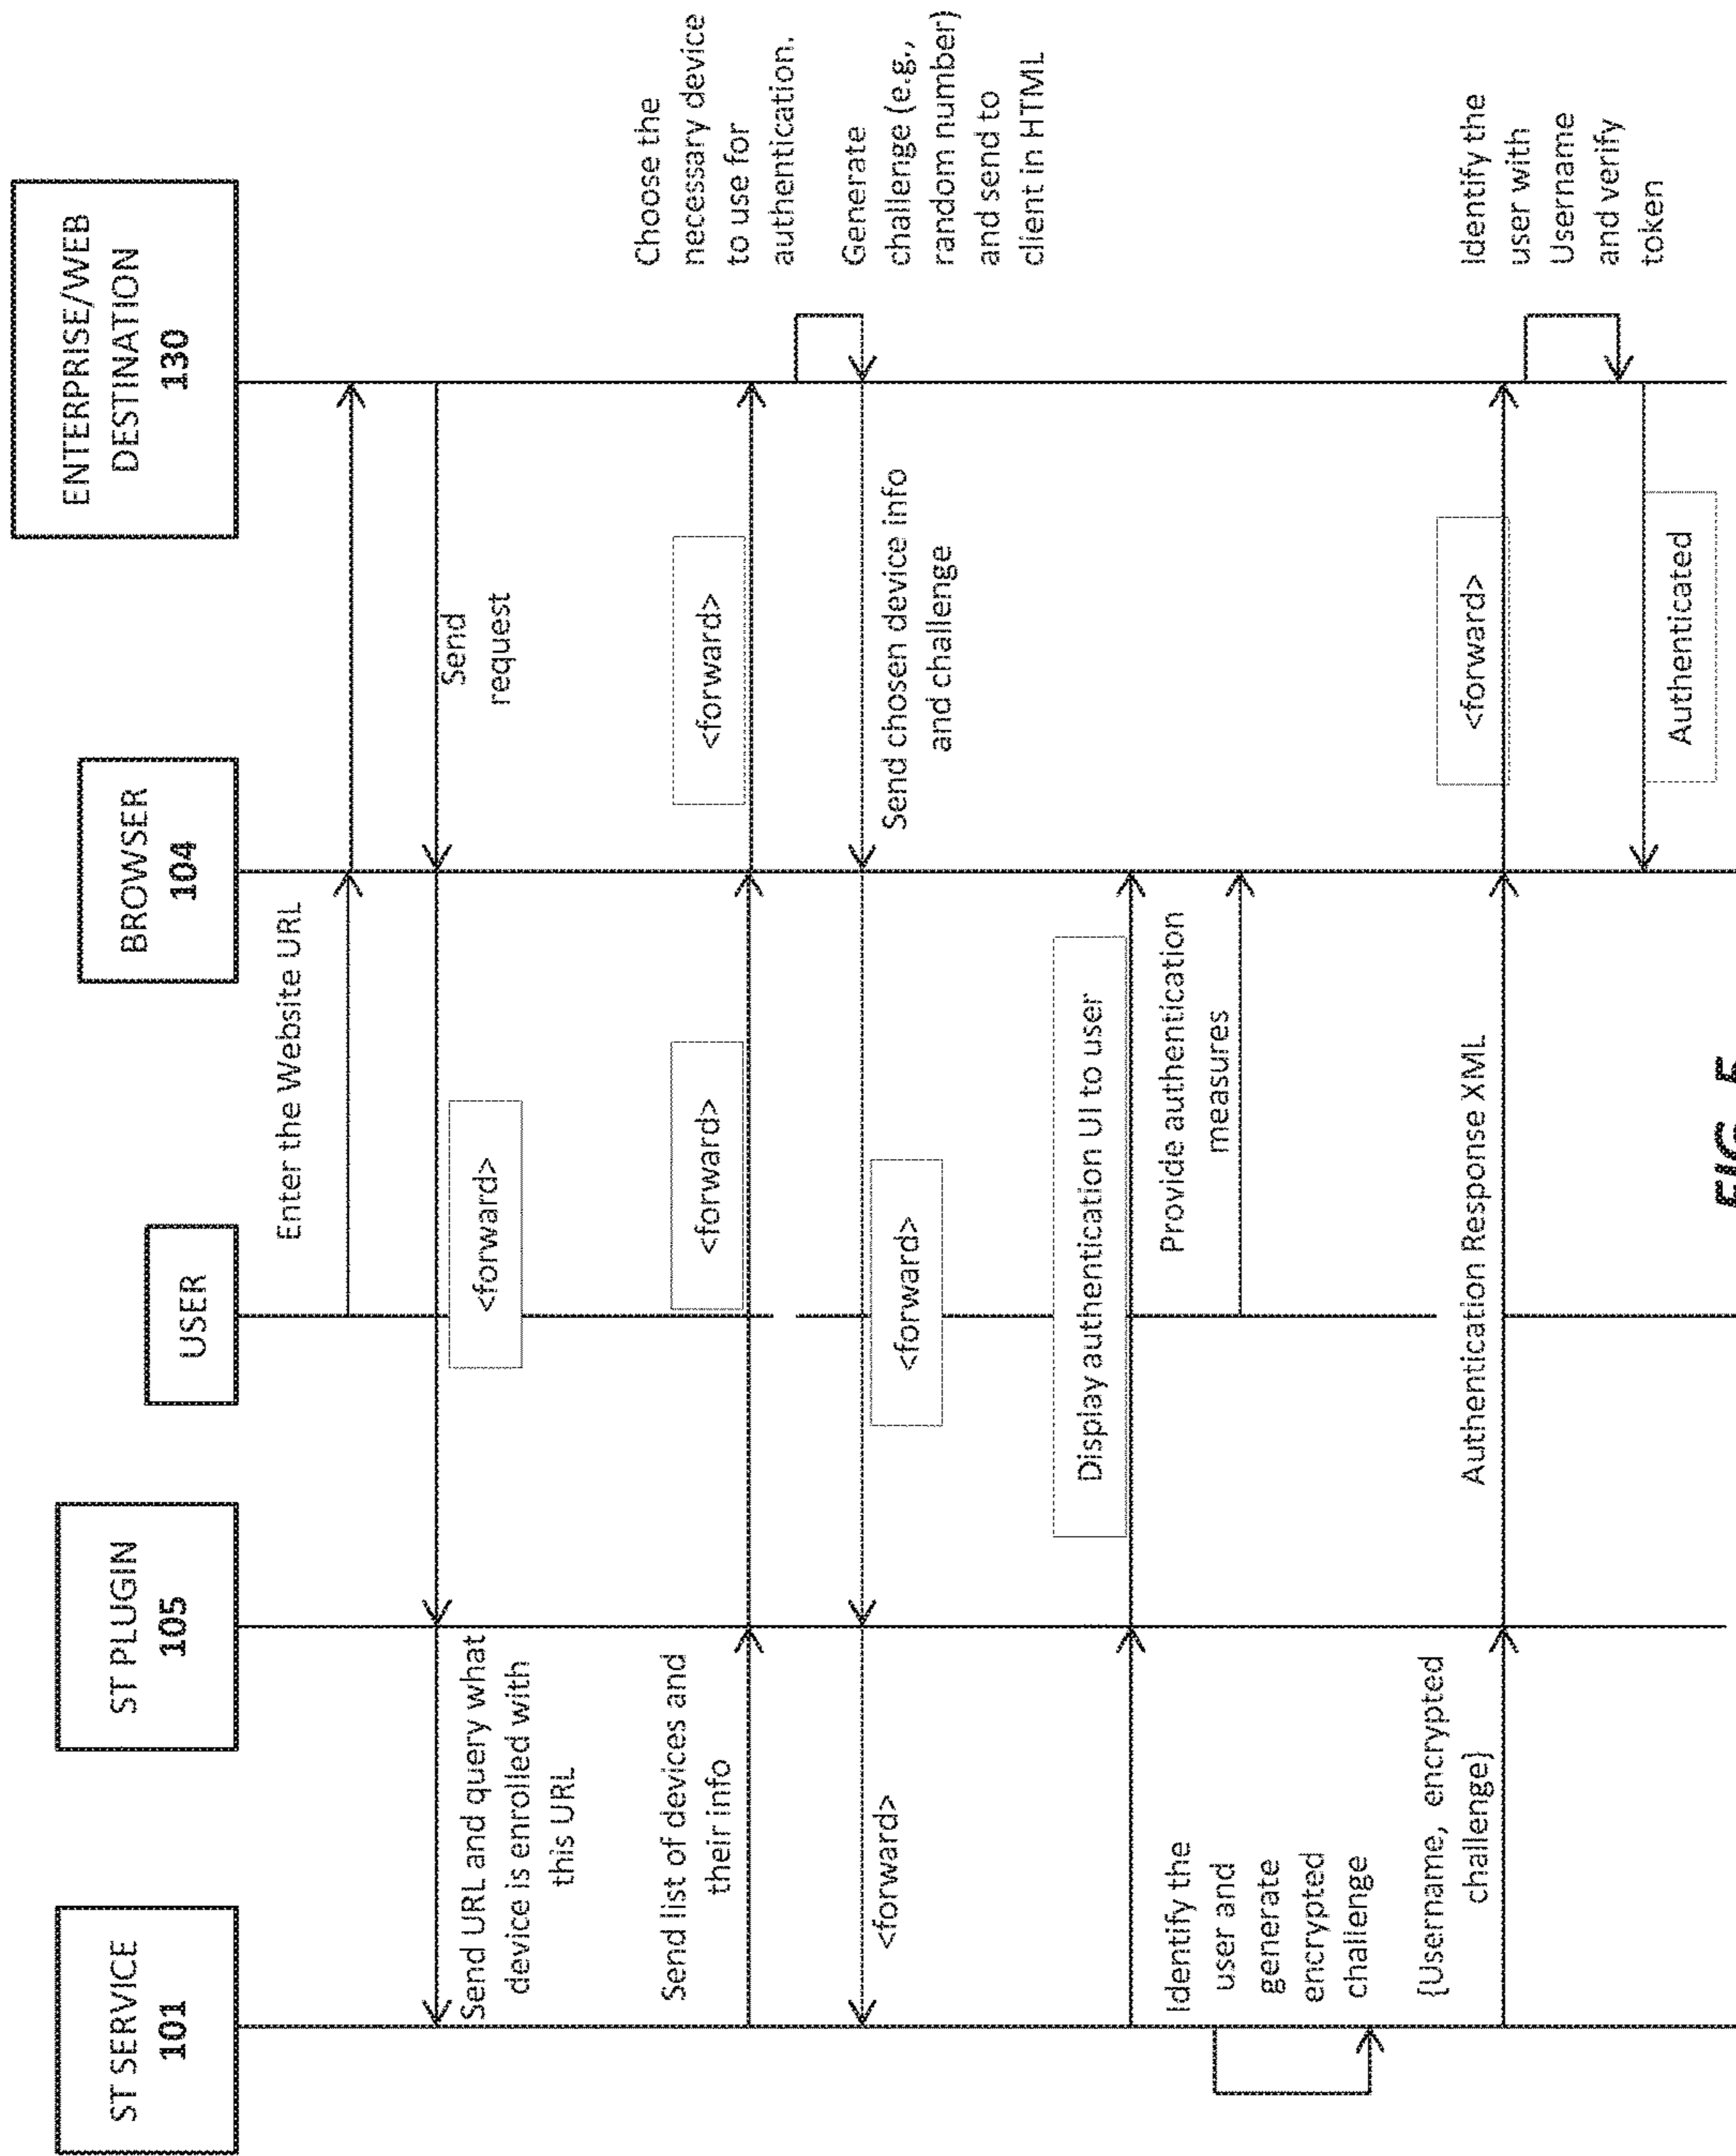 ST SERVICE
101
ST PLUGIN
105
USER
BROWSER
104
ENTERPRISE/WEB
DESTINATION
130
Enter the Website URL
Send
request
<forward>
Send URL and query what
device is enrolled with
this URL
Send list of devices and
their info
<forward>
<forward>
Choose the
necessary device
to use for
authentication.
Generate
challenge (e.g.,
random number)
and send to
client in HTML
Send chosen device info
and challenge
<forward>
<forward>
Display authentication UI to user
Provide authentication
measures
Identify the
user and
generate
encrypted
challenge
{Username, encrypted
challenge}
Authentication Response XML
<forward>
Identify the
user with
Username
and verify
token
Authenticated
FIG. 5